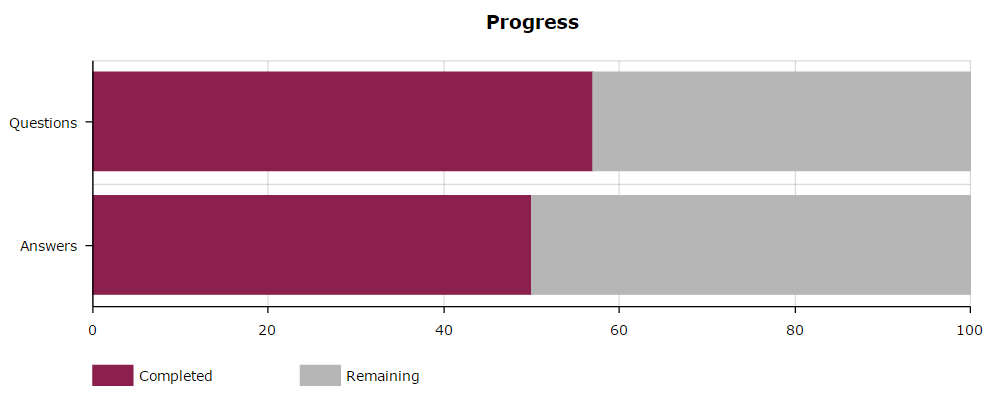 Progress
Questions
Answers
0 20 40 60 80 100
Completed Remaining